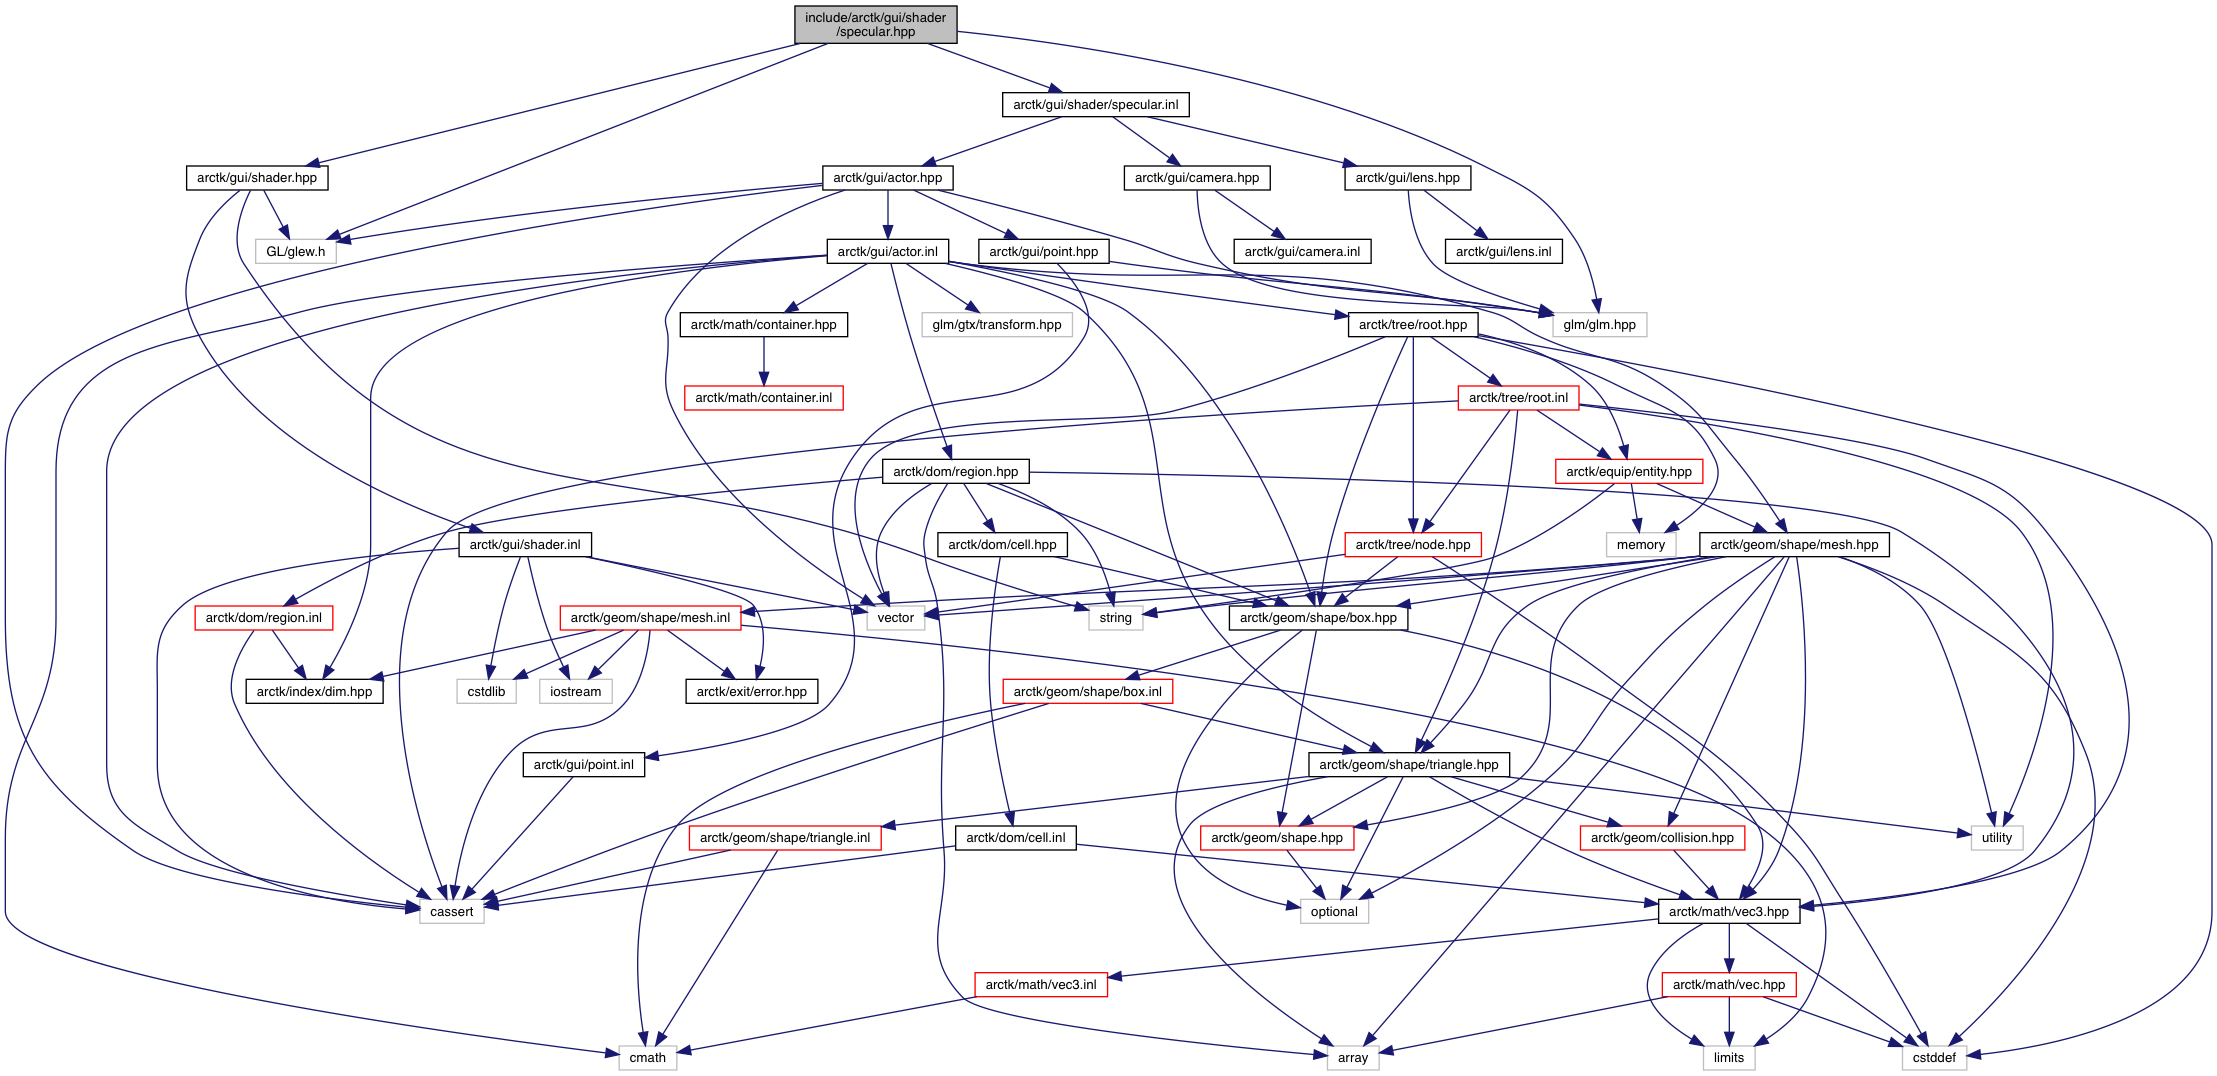 include/arctk/gui/shader
/specular.hpp
arctk/gui/shader/specular.inl
arctk/gui/shader.hpp
arctk/gui/actor.hpp
arctk/gui/camera.hpp
arctk/gui/lens.hpp
GL/glew.h
arctk/gui/actor.inl
arctk/gui/point.hpp
arctk/gui/camera.inl
arctk/gui/lens.inl
arctk/math/container.hpp
glm/gtx/transform.hpp
arctk/tree/root.hpp
glm/glm.hpp
arctk/math/container.inl
arctk/tree/root.inl
arctk/dom/region.hpp
arctk/equip/entity.hpp
arctk/gui/shader.inl
arctk/dom/cell.hpp
arctk/tree/node.hpp
memory
arctk/geom/shape/mesh.hpp
arctk/dom/region.inl
arctk/geom/shape/mesh.inl
vector
string
arctk/geom/shape/box.hpp
arctk/index/dim.hpp
cstdlib
iostream
arctk/exit/error.hpp
arctk/geom/shape/box.inl
arctk/gui/point.inl
arctk/geom/shape/triangle.hpp
arctk/geom/shape/triangle.inl
arctk/dom/cell.inl
arctk/geom/shape.hpp
arctk/geom/collision.hpp
utility
cassert
optional
arctk/math/vec3.hpp
arctk/math/vec3.inl
arctk/math/vec.hpp
cmath
array
limits
cstddef